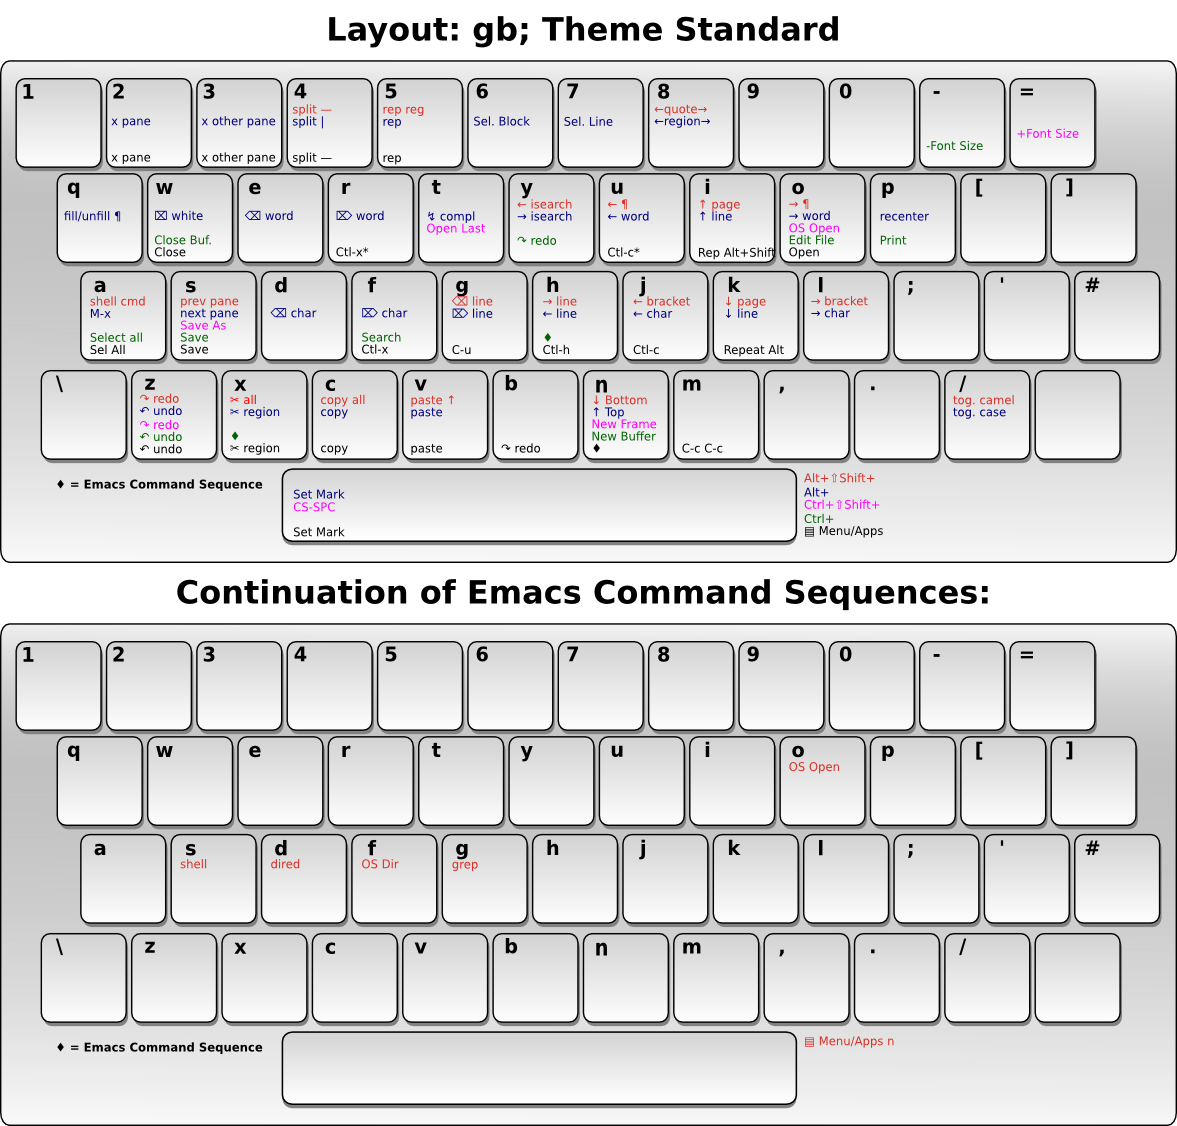 Layout: gb; Theme Standard
1
2
x pane
x pane
3
x other pane
x other pane
4
split —
split |
split —
5
rep reg
rep
rep
6
Sel. Block
7
Sel. Line
8
←quote→
←region→
9
0
-
-Font Size
=
+Font Size
q
fill/unfill ¶
w
⌧ white
Close Buf.
Close
e
⌫ word
r
⌦ word
Ctl-x*
t
↯ compl
Open Last
y
← isearch
→ isearch
↷ redo
u
← ¶
← word
Ctl-c*
i
↑ page
↑ line
Rep Alt+Shift
o
→ ¶
→ word
OS Open
Edit File
Open
p
recenter
Print
[
]
a
shell cmd
M-x
Select all
Sel All
s
prev pane
next pane
Save As
Save
Save
d
⌫ char
f
⌦ char
Search
Ctl-x
g
⌫ line
⌦ line
C-u
h
→ line
← line
♦
Ctl-h
j
← bracket
← char
Ctl-c
k
↓ page
↓ line
Repeat Alt
l
→ bracket
→ char
;
'
#
\
z
↷ redo
↶ undo
↷ redo
↶ undo
↶ undo
x
✂ all
✂ region
♦
✂ region
c
copy all
copy
copy
v
paste ↑
paste
paste
b
↷ redo
n
↓ Bottom
↑ Top
New Frame
New Buffer
♦
m
C-c C-c
,
.
/
tog. camel
tog. case
♦ = Emacs Command Sequence
Set Mark
CS-SPC
Set Mark
Alt+⇧Shift+
Alt+
Ctrl+⇧Shift+
Ctrl+
▤ Menu/Apps
Continuation of Emacs Command Sequences:
1
2
3
4
5
6
7
8
9
0
-
=
q
w
e
r
t
y
u
i
o
OS Open
p
[
]
a
s
shell
d
dired
f
OS Dir
g
grep
h
j
k
l
;
'
#
\
z
x
c
v
b
n
m
,
.
/
♦ = Emacs Command Sequence
▤ Menu/Apps n